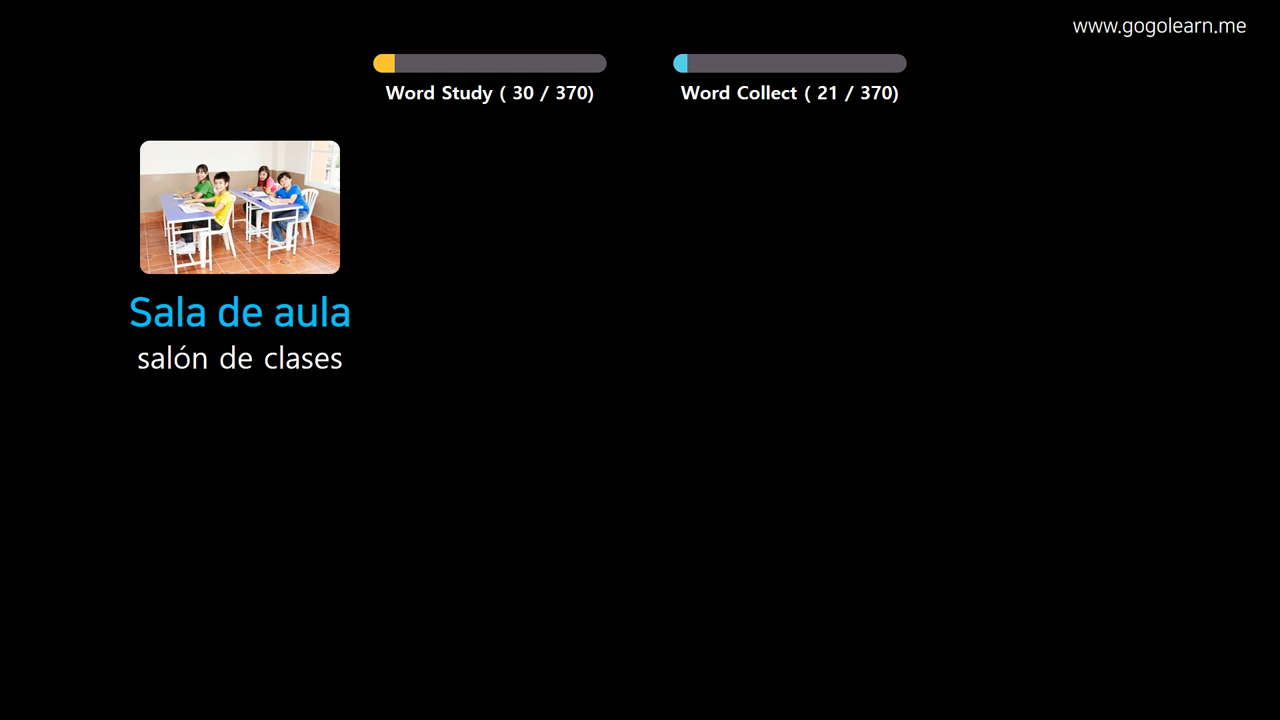 www.gogolearn.me
Word Study ( 30 / 370)
Word Collect ( 21 / 370)
Sala de aula
salón de clases